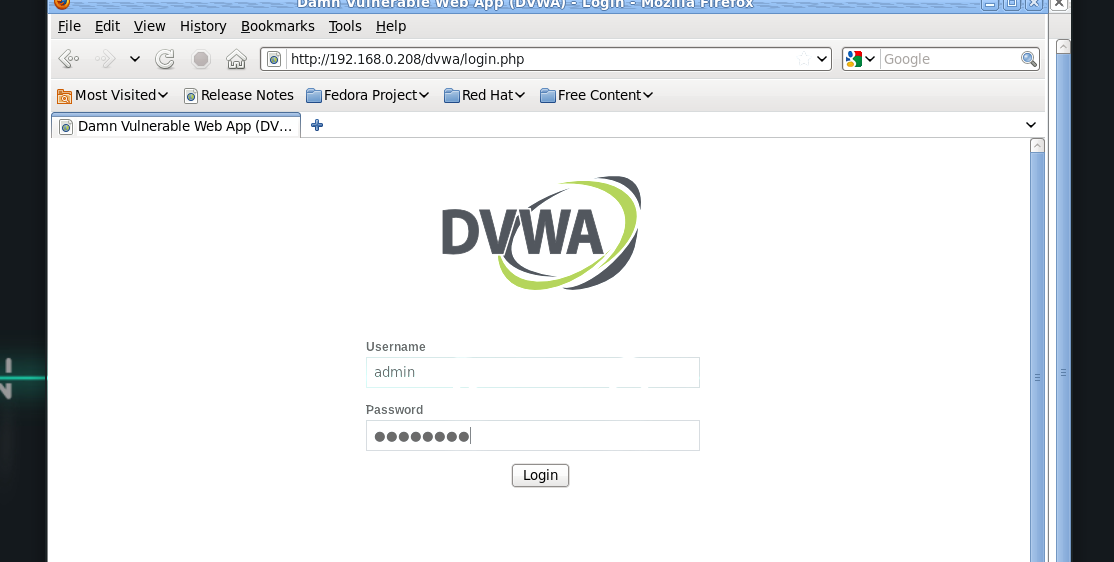 Damn Vulnerable Web App (DVWA) - Login - Mozilla Firefox
File Edit View History Bookmarks Tools Help
http://192.168.0.208/dvwa/login.php
Google
Most Visited Release Notes Fedora Project Red Hat Free Content
Damn Vulnerable Web App (DV...
DVWA
Username
admin
Password
Login